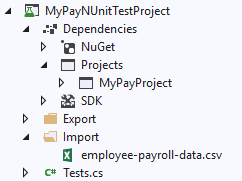 MyPayNUnitTestProject
Dependencies
NuGet
Projects
MyPayProject
SDK
Export
Import
employee-payroll-data.csv
C# Tests.cs